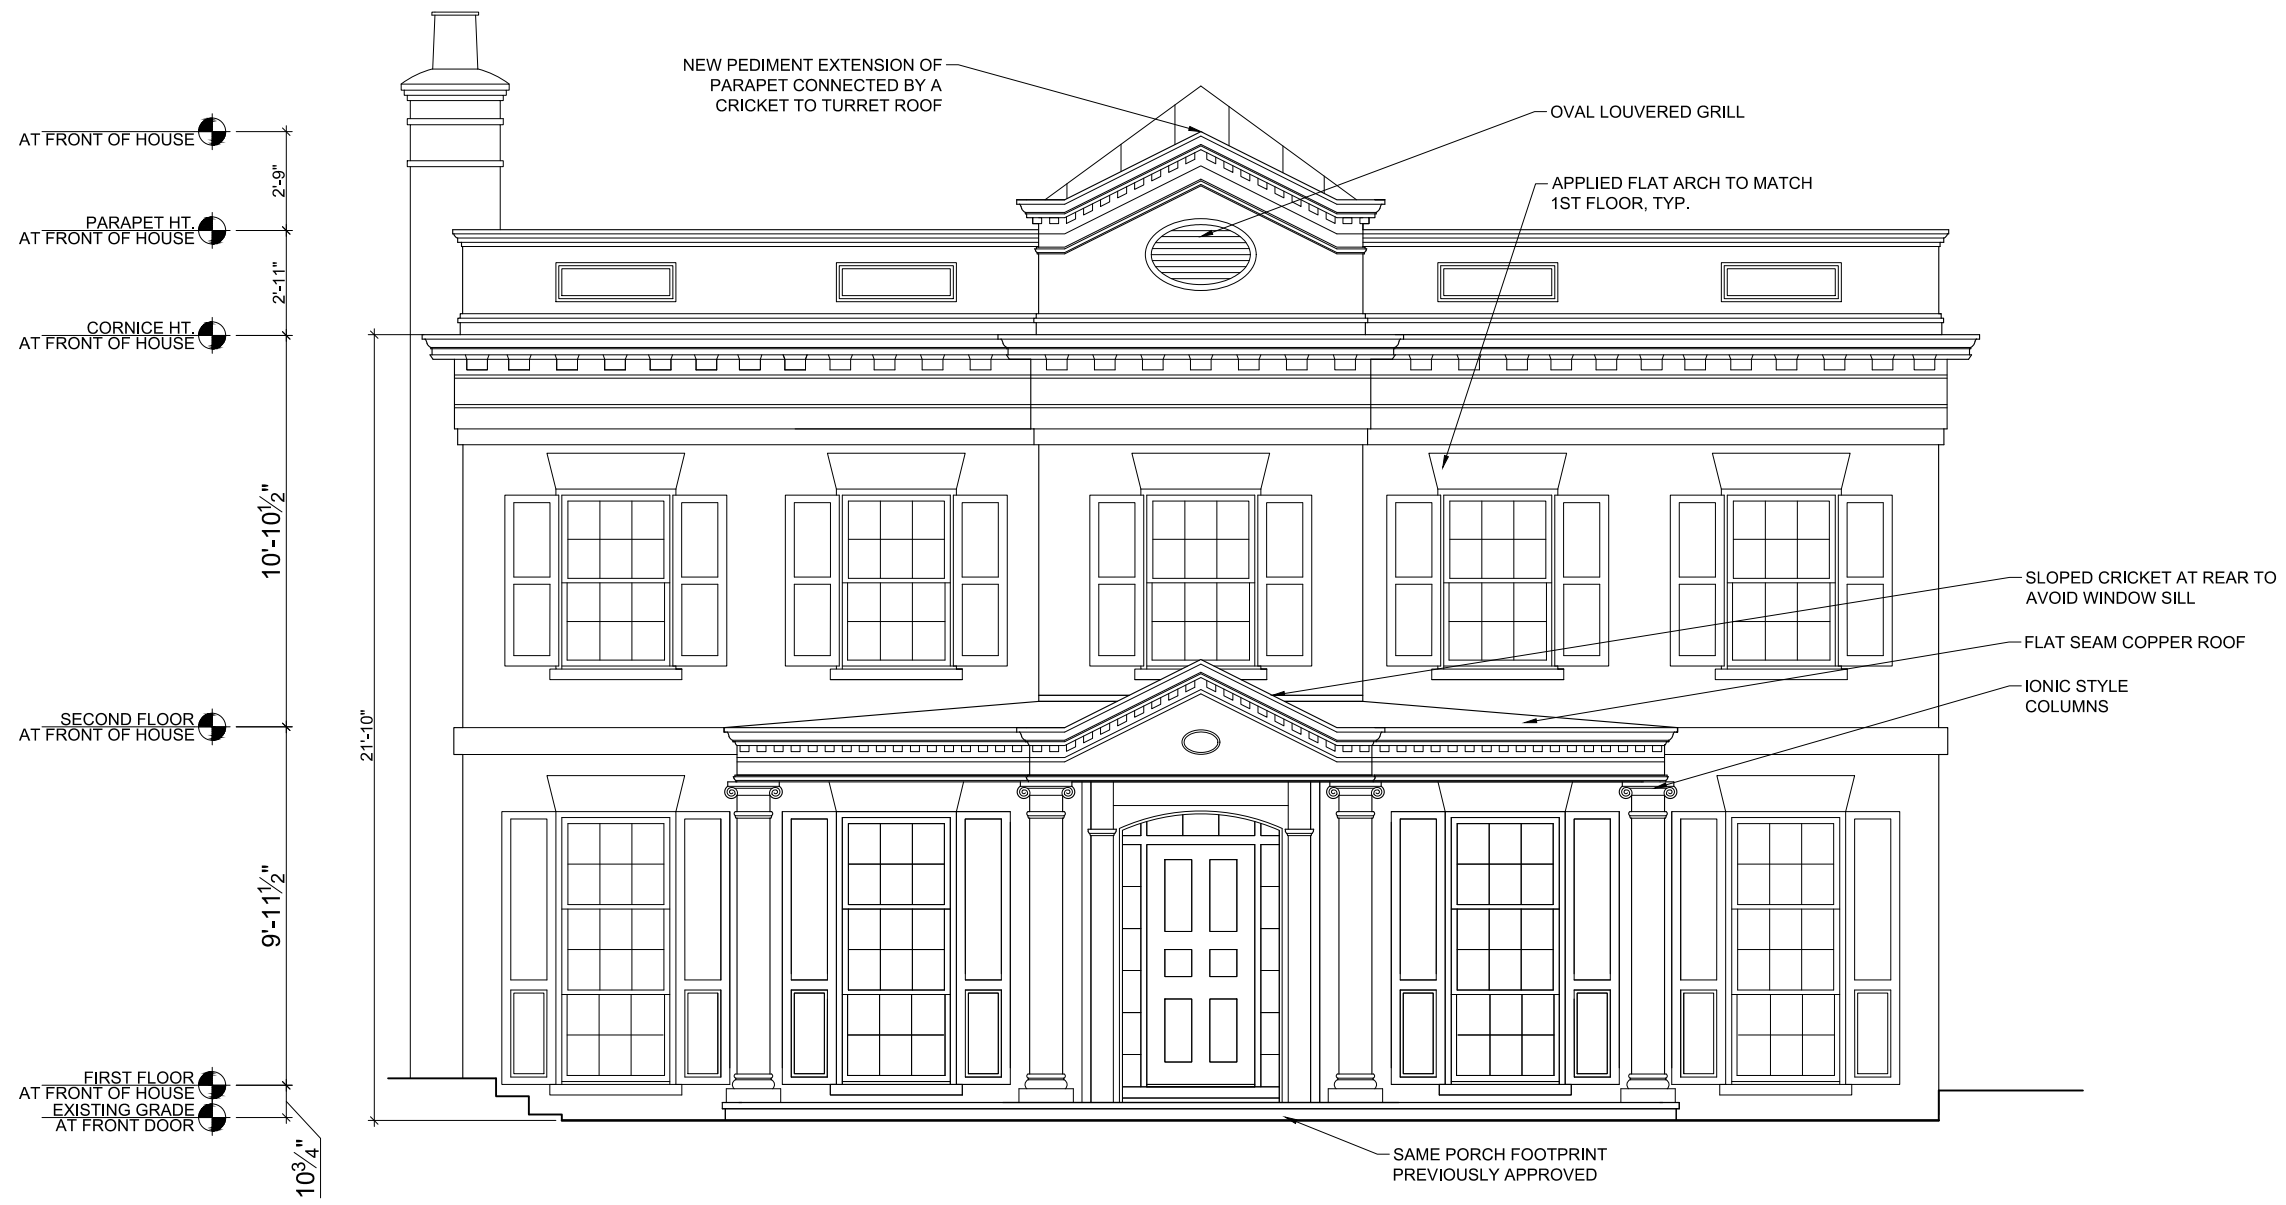 NEW PEDIMENT EXTENSION OF
PARAPET CONNECTED BY A
CRICKET TO TURRET ROOF
OVAL LOUVERED GRILL
APPLIED FLAT ARCH TO MATCH
1ST FLOOR, TYP.
AT FRONT OF HOUSE
2'-9"
PARAPET HT.
AT FRONT OF HOUSE
2'-11"
CORNICE HT.
AT FRONT OF HOUSE
10'-10½"
SLOPED CRICKET AT REAR TO
AVOID WINDOW SILL
FLAT SEAM COPPER ROOF
IONIC STYLE
COLUMNS
SECOND FLOOR
AT FRONT OF HOUSE
21'-10"
9'-11½"
FIRST FLOOR
AT FRONT OF HOUSE
EXISTING GRADE
AT FRONT DOOR
10¾"
SAME PORCH FOOTPRINT
PREVIOUSLY APPROVED